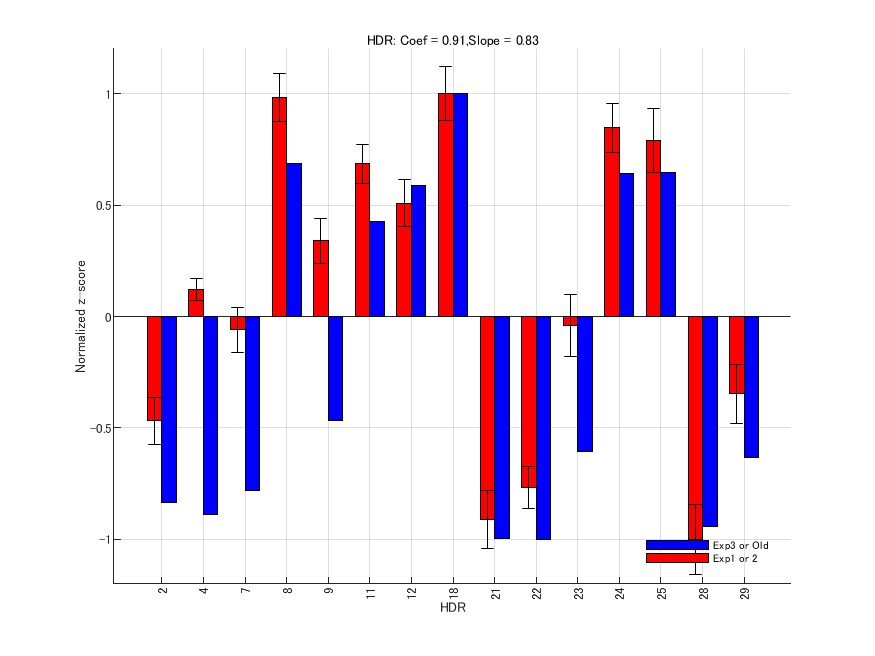 HDR: Coef = 0.91,Slope = 0.83
Normalized z-score
1
0.5
0
-0.5
-1
2 4 7 8 9 11 12 18 21 22 23 24 25 28 29
HDR
Exp3 or Old
Exp1 or 2